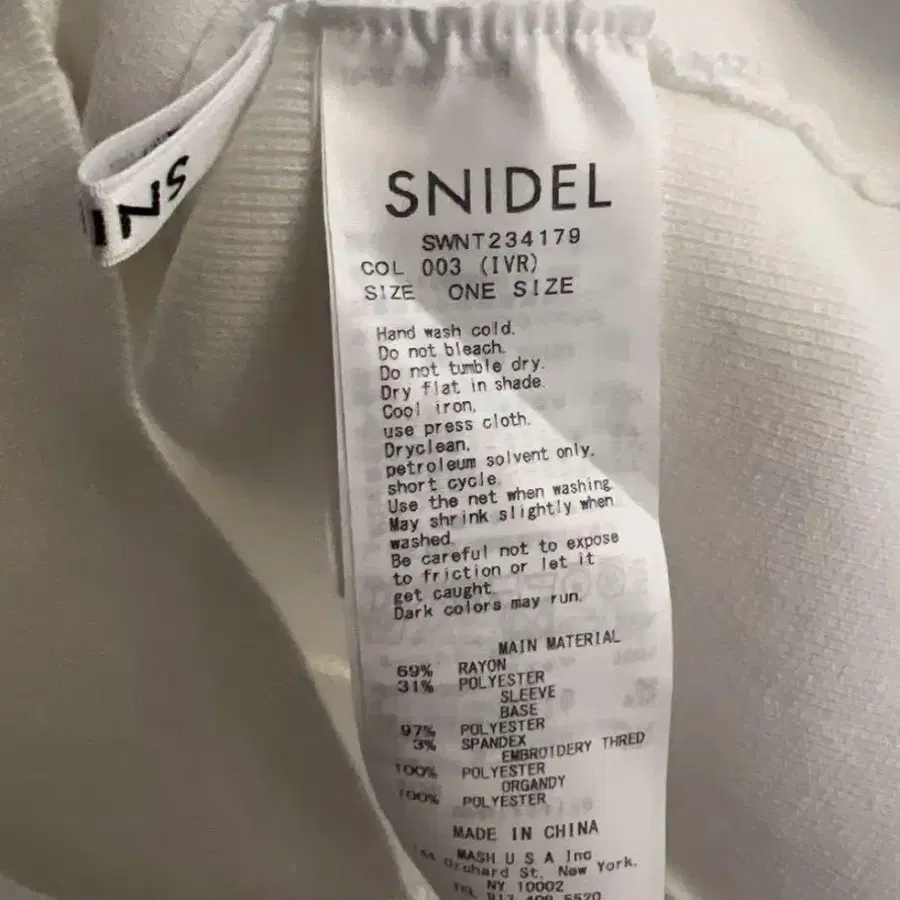 SNI
SNIDEL
SWNT234179
COL 003 (IVR)
SIZE ONE SIZE
Hand wash cold.
Do not bleach.
Do not tumble dry.
Dry flat in shade.
Cool iron,
use press cloth.
Dryclean,
petroleum solvent only.
short cycle.
Use the net when washing.
May shrink slightly when
washed.
Be careful not to expose
to friction or let it
get caught.
Dark colors may run.
MAIN MATERIAL
69% RAYON
31% POLYESTER
SLEEVE
BASE
97% POLYESTER
3% SPANDEX
EMBROIDERY THRED
100% POLYESTER
ORGANDY
100% POLYESTER
MADE IN CHINA
MASH U S A Inc
Orchard St. New York.
NY 10002
TEL